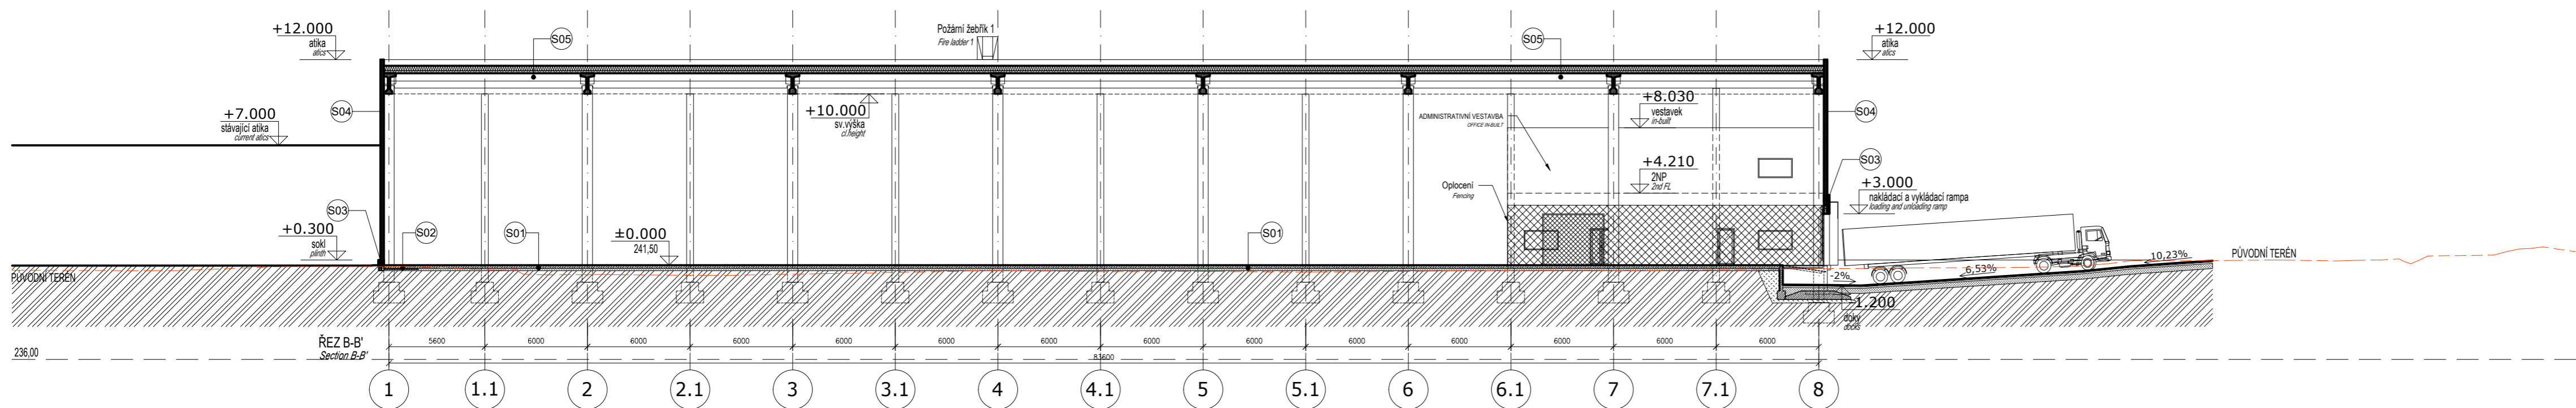 Požární žebřík 1
Fire ladder 1
+12.000
atika
atics
S05
S05
+12.000
atika
atics
S04
+7.000
stávající atika
current atics
+10.000
sv.výška
cl.height
ADMINISTRATIVNÍ VESTAVBA
OFFICE IN-BUILT
+8.030
vestavek
in-built
S04
+4.210
2NP
2nd FL
S03
Oplocení
Fencing
+3.000
nakládací a vykládací rampa
loading and unloading ramp
S03
+0.300
sokl
plinth
S02
S01
±0.000
241,50
S01
PŮVODNÍ TERÉN
-2%
6,53%
10,23%
PŮVODNÍ TERÉN
-1.200
doky
docks
ŘEZ B-B'
Section B-B'
236,00
5600
6000
6000
6000
6000
6000
6000
6000
6000
6000
6000
6000
6000
6000
83600
1
1.1
2
2.1
3
3.1
4
4.1
5
5.1
6
6.1
7
7.1
8